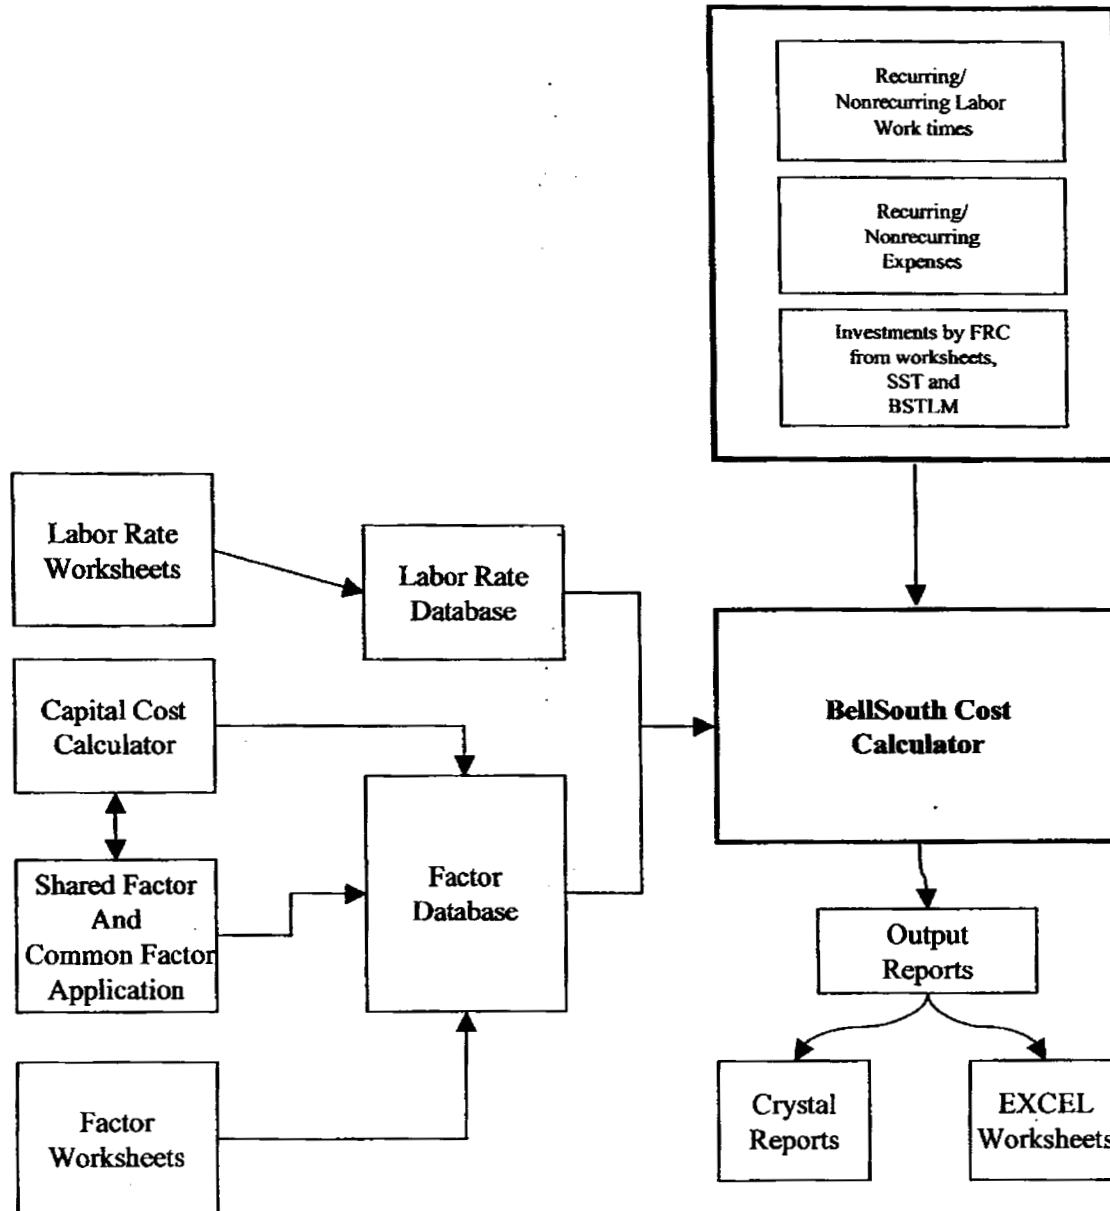 Recurring/
Nonrecurring Labor
Work times
Recurring/
Nonrecurring
Expenses
Investments by FRC
from worksheets,
SST and
BSTLM
Labor Rate
Worksheets
Labor Rate
Database
Capital Cost
Calculator
BellSouth Cost
Calculator
Shared Factor
And
Common Factor
Application
Factor
Database
Output
Reports
Factor
Worksheets
Crystal
Reports
EXCEL
Worksheets